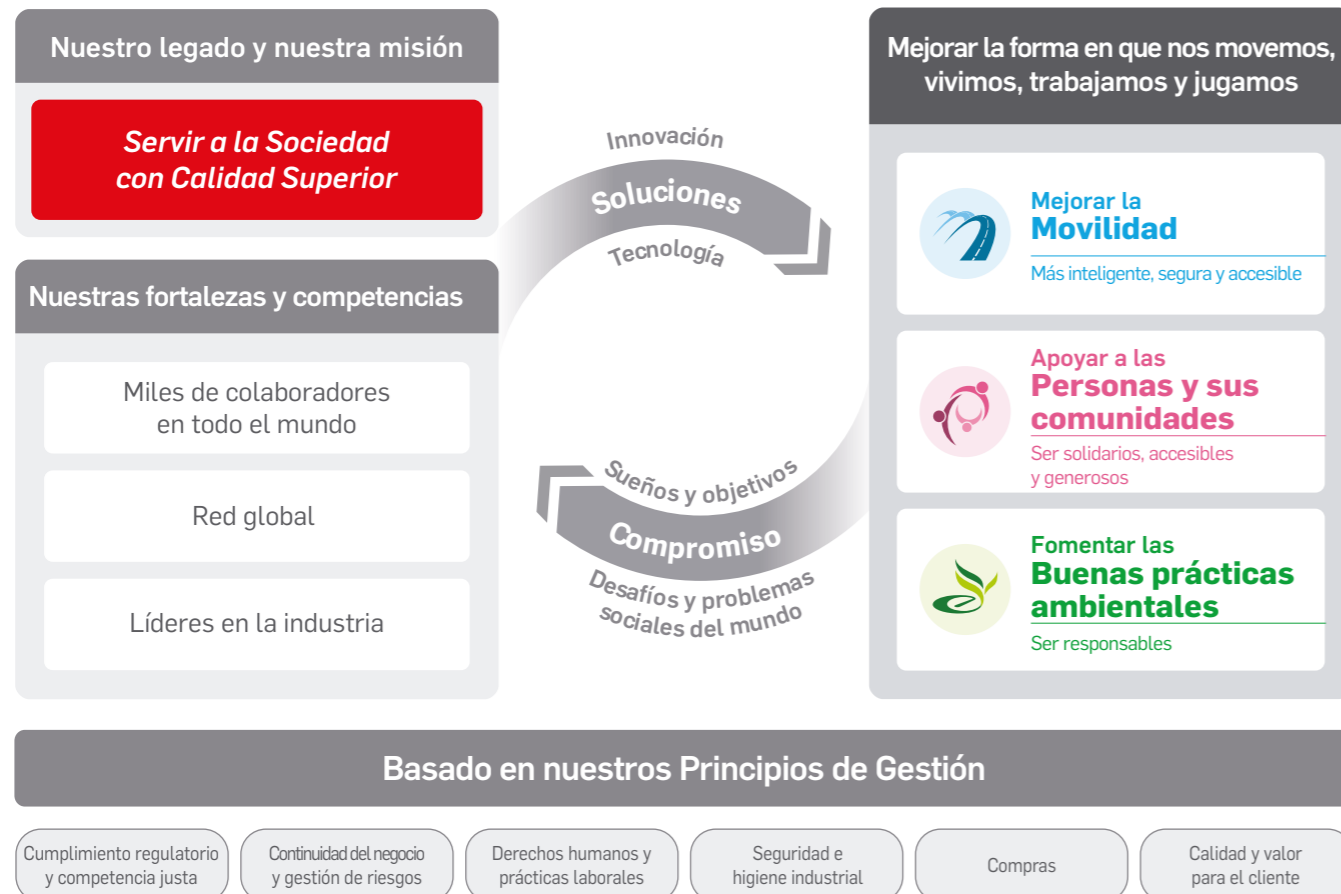 Nuestro legado y nuestra misión
Servir a la Sociedad
con Calidad Superior
Nuestras fortalezas y competencias
Miles de colaboradores
en todo el mundo
Red global
Líderes en la industria
Innovación
Soluciones
Tecnología
Sueños y objetivos
Compromiso
Desafíos y problemas
sociales del mundo
Mejorar la forma en que nos movemos,
vivimos, trabajamos y jugamos
Mejorar la
Movilidad
Más inteligente, segura y accesible
Apoyar a las
Personas y sus
comunidades
Ser solidarios, accesibles
y generosos
Fomentar las
Buenas prácticas
ambientales
Ser responsables
Basado en nuestros Principios de Gestión
Cumplimiento regulatorio
y competencia justa
Continuidad del negocio
y gestión de riesgos
Derechos humanos y
prácticas laborales
Seguridad e
higiene industrial
Compras
Calidad y valor
para el cliente